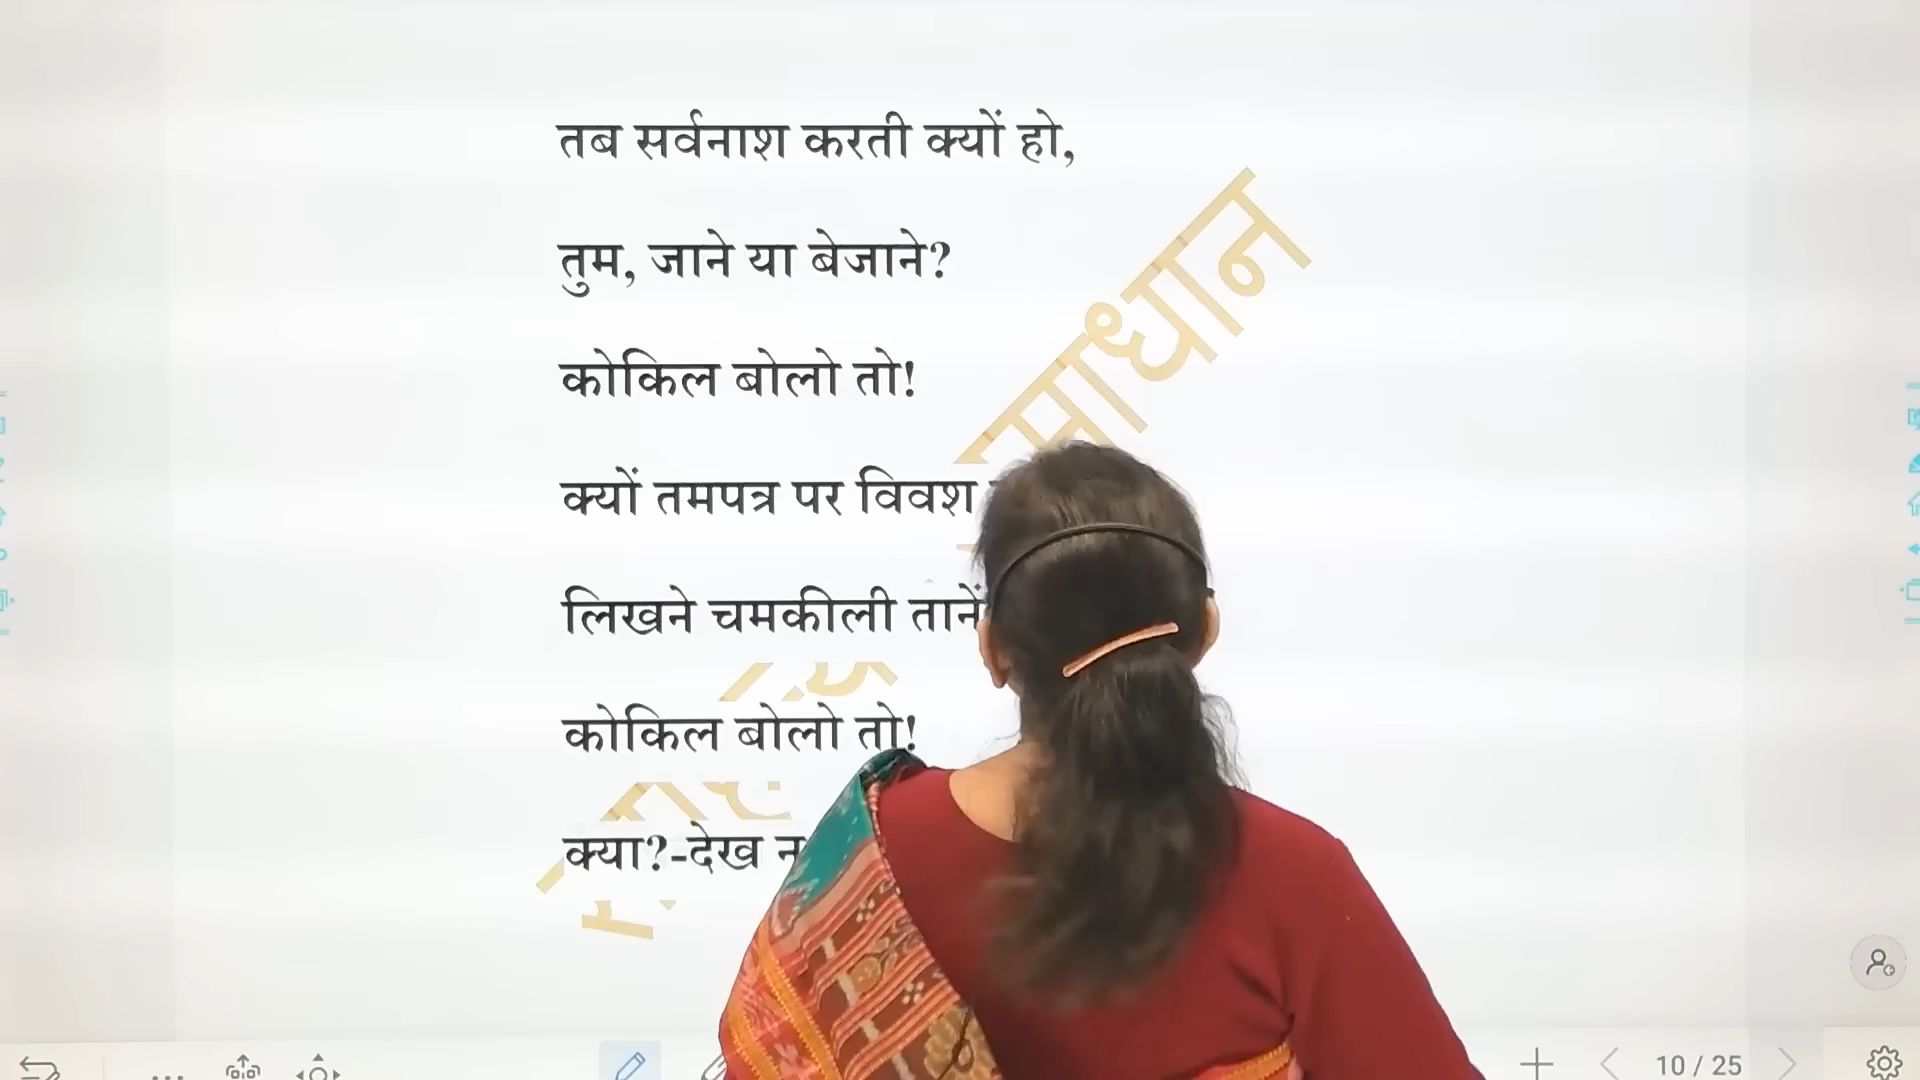 तब सर्वनाश करती क्यों हो,
तुम, जाने या बेजाने?
कोकिल बोलो तो!
क्यों तमपत्र पर विवश
लिखने चमकीली तानें
कोकिल बोलो तो!
क्या?-देख
10 / 25